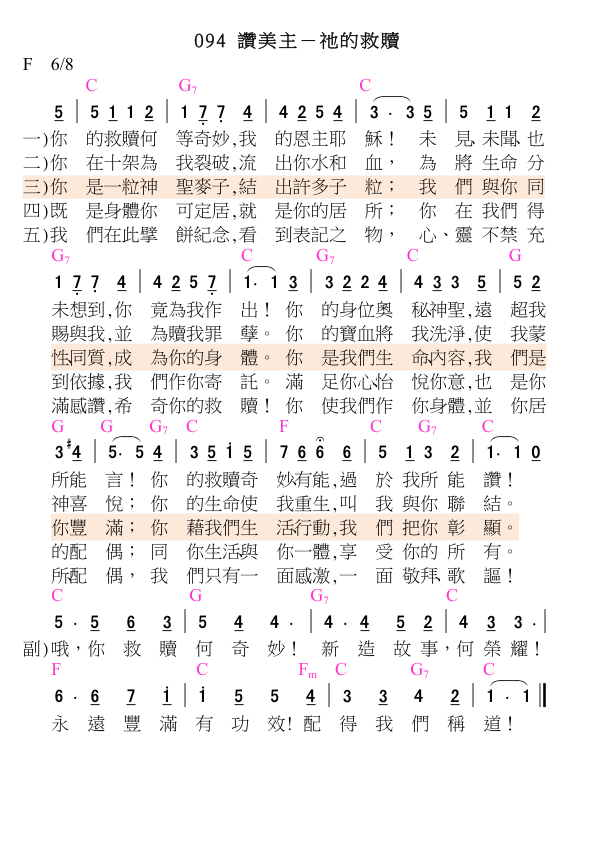 094 讚美主－祂的救贖
F 6/8
C G7 C
5 | 5 1 1 2 | 1 7 7 4 | 4 2 5 4 | 3 · 3 5 | 5 1 1 2
一)你 的救贖何 等奇妙,我 的恩主耶 穌! 未 見、未聞、也
二)你 在十架為 我裂破,流 出你水和 血, 為 將 生命 分
三)你 是一粒神 聖麥子,結 出許多子 粒; 我 們 與你 同
四)既 是身體你 可定居,就 是你的居 所; 你 在 我們 得
五)我 們在此擘 餅紀念,看 到表記之 物, 心、靈 不禁 充
G7 C G7 C G
1 7 7 4 | 4 2 5 7 | 1· 1 3 | 3 2 2 4 | 4 3 3 5 | 5 2
未想到,你 竟為我作 出! 你 的身位奧 秘、神聖,遠 超我
賜與我,並 為贖我罪 孽。 你 的寶血將 我洗淨,使 我蒙
性、同質,成 為你的身 體。 你 是我們生 命、內容,我 們是
到依據,我 們作你寄 託。 滿 足你心怡 悅你意,也 是你
滿感讚,希 奇你的救 贖! 你 使我們作 你身體,並 你居
G G G7 C F C G7 C
3 #4 | 5· 5 4 | 3 5 1 5 | 7 6 6 6 | 5 1 3 2 | 1· 1 0
所能 言! 你 的救贖奇 妙、有能,過 於 我所 能 讚!
神喜 悅; 你 的生命使 我重生,叫 我 與你 聯 結。
你豐 滿; 你 藉我們生 活、行動,我 們 把你 彰 顯。
的配 偶; 同 你生活與 你一體,享 受 你的 所 有。
所、配 偶, 我 們只有一 面感激,一 面 敬拜、歌 謳!
C G G7 C
5 · 5 6 3 | 5 2 4 4 · | 4 · 4 5 2 | 4 3 3 · |
副)哦,你 救 贖 何 奇 妙! 新 造 故 事,何 榮 耀!
F C Fm C G7 C
6 · 6 7 1 | 1 5 5 4 | 3 3 4 2 | 1 · 1 ||
永 遠 豐 滿 有 功 效! 配 得 我 們 稱 道!